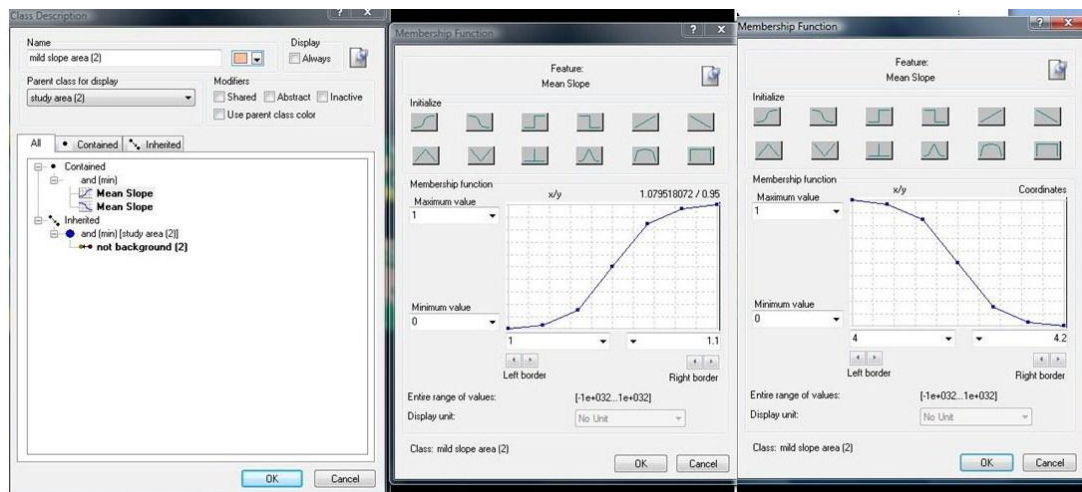 Class Description
Name
mild slope area (2)
Display
Always
Parent class for display
study area (2)
Modifiers
Shared Abstract Inactive
Use parent class color
All Contained Inherited
Contained
and (min)
Mean Slope
Mean Slope
Inherited
and (min) [study area (2)]
not background (2)
OK Cancel
Membership Function
Feature:
Mean Slope
Initialize
Membership function
Maximum value
x/y
1.079518072 / 0.95
1
Minimum value
0
1
1.1
Left border
Right border
Entire range of values:
[-1e+032...1e+032]
Display unit:
No Unit
Class: mild slope area (2)
OK Cancel
Membership Function
Feature:
Mean Slope
Initialize
Membership function
Maximum value
x/y
Coordinates
1
Minimum value
0
4
4.2
Left border
Right border
Entire range of values:
[-1e+032...1e+032]
Display unit:
No Unit
Class: mild slope area (2)
OK Cancel